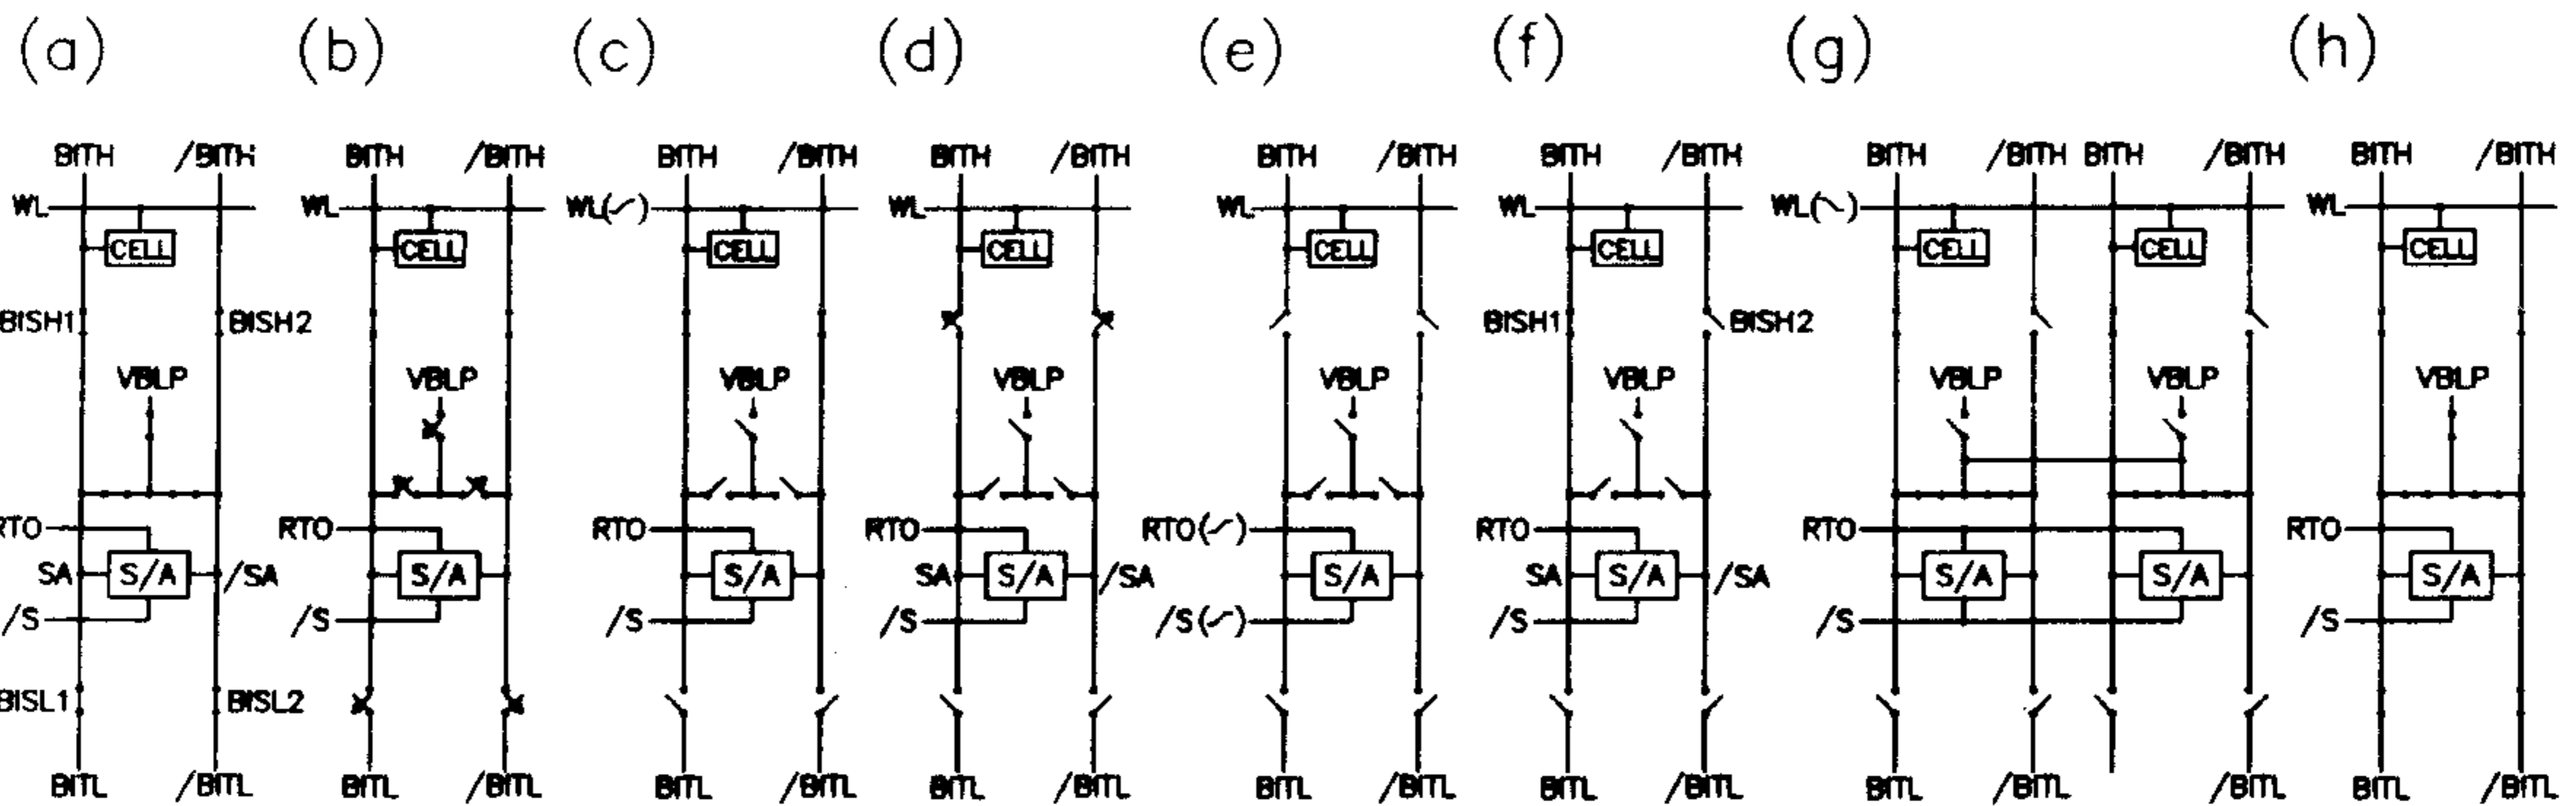 (a) (b) (c) (d) (e) (f) (g) (h)
BITH /BITH BITH /BITH BITH /BITH BITH /BITH BITH /BITH BITH /BITH BITH /BITH BITH /BITH BITH /BITH
WL WL WL( ) WL WL WL WL( ) WL
CELL CELL CELL CELL CELL CELL CELL CELL CELL
BISH1 BISH2 BISH1 BISH2
VBLP VBLP VBLP VBLP VBLP VBLP VBLP VBLP VBLP
RTO RTO RTO RTO RTO( ) RTO RTO RTO
SA S/A /SA S/A S/A SA S/A /SA S/A SA S/A /SA S/A S/A S/A
/S /S /S /S /S( ) /S /S /S
BISL1 BISL2
BITL /BITL BITL /BITL BITL /BITL BITL /BITL BITL /BITL BITL /BITL BITL /BITL /BITL BITL /BITL